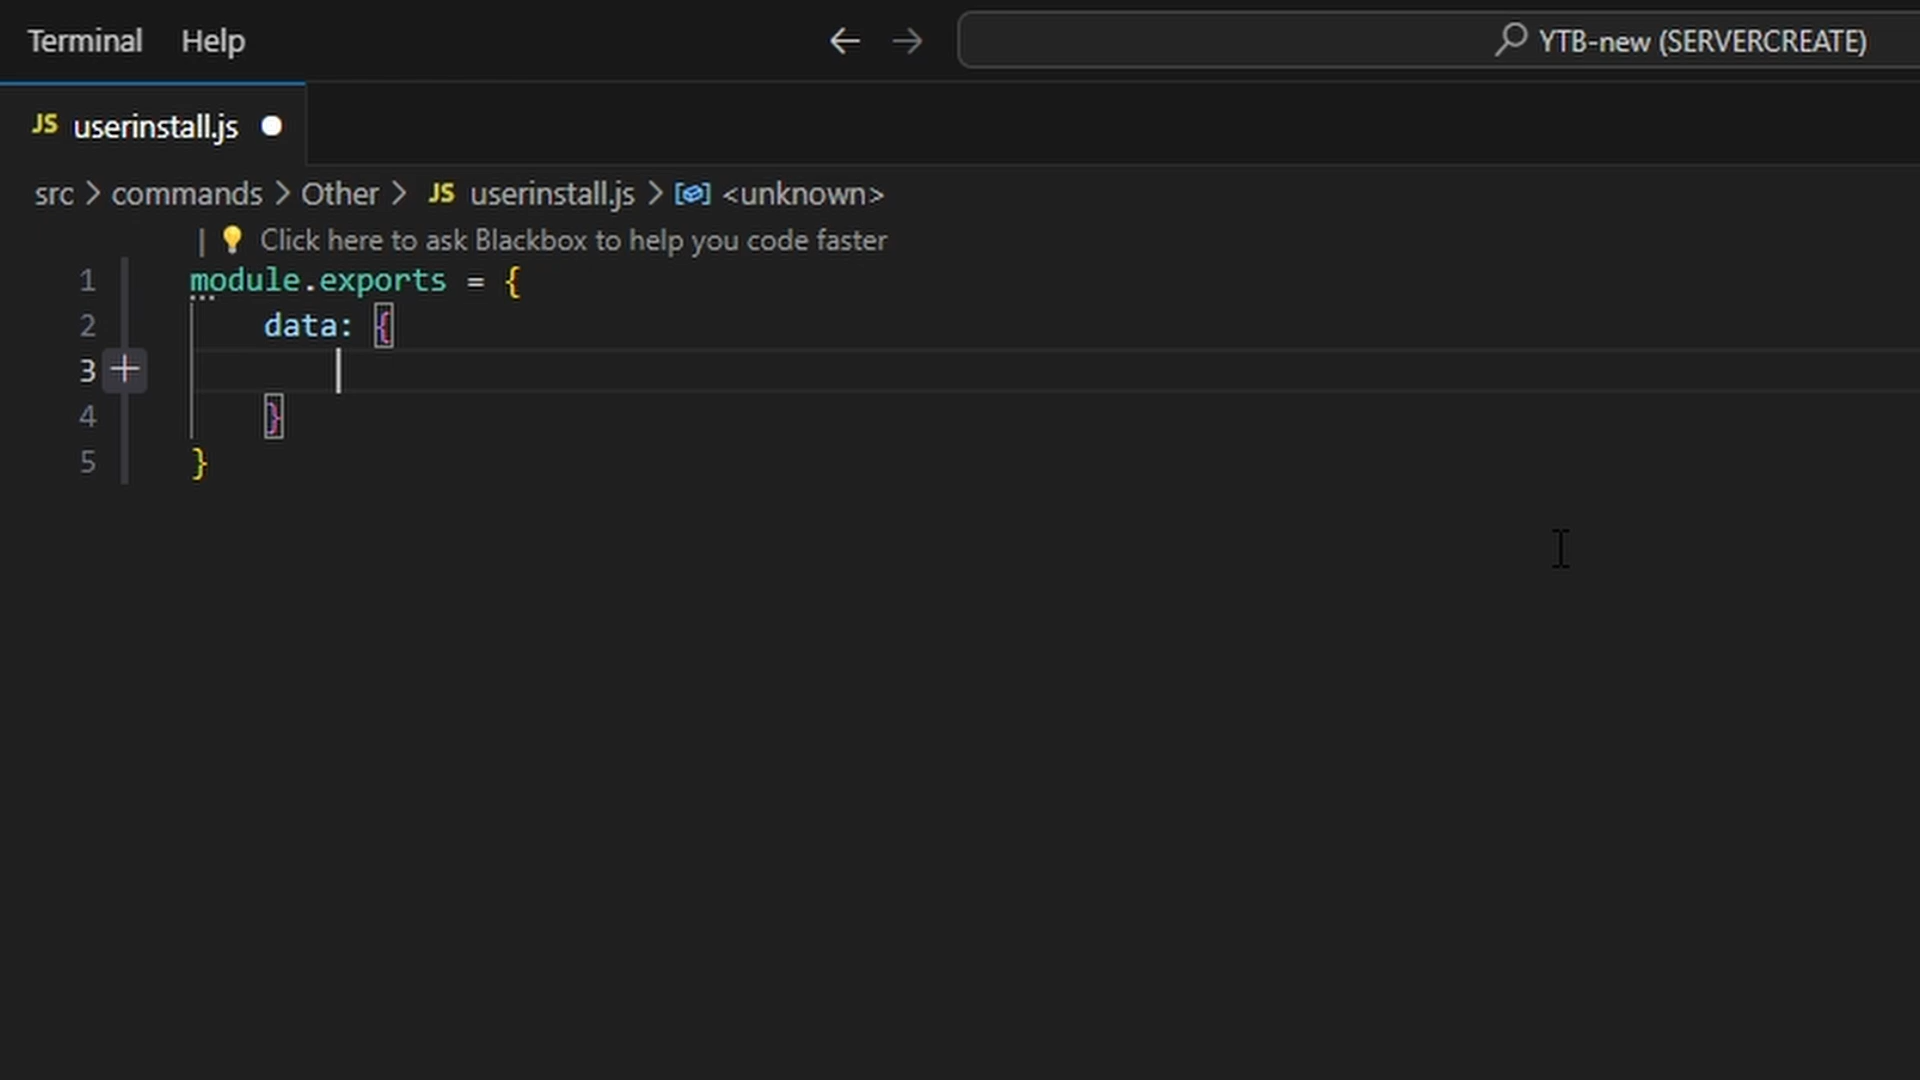 Terminal Help YTB-new (SERVERCREATE)
JS userinstall.js
src > commands > Other > JS userinstall.js > <unknown>
| Click here to ask Blackbox to help you code faster
1 module.exports = {
2 data: {
3
4 }
5 }